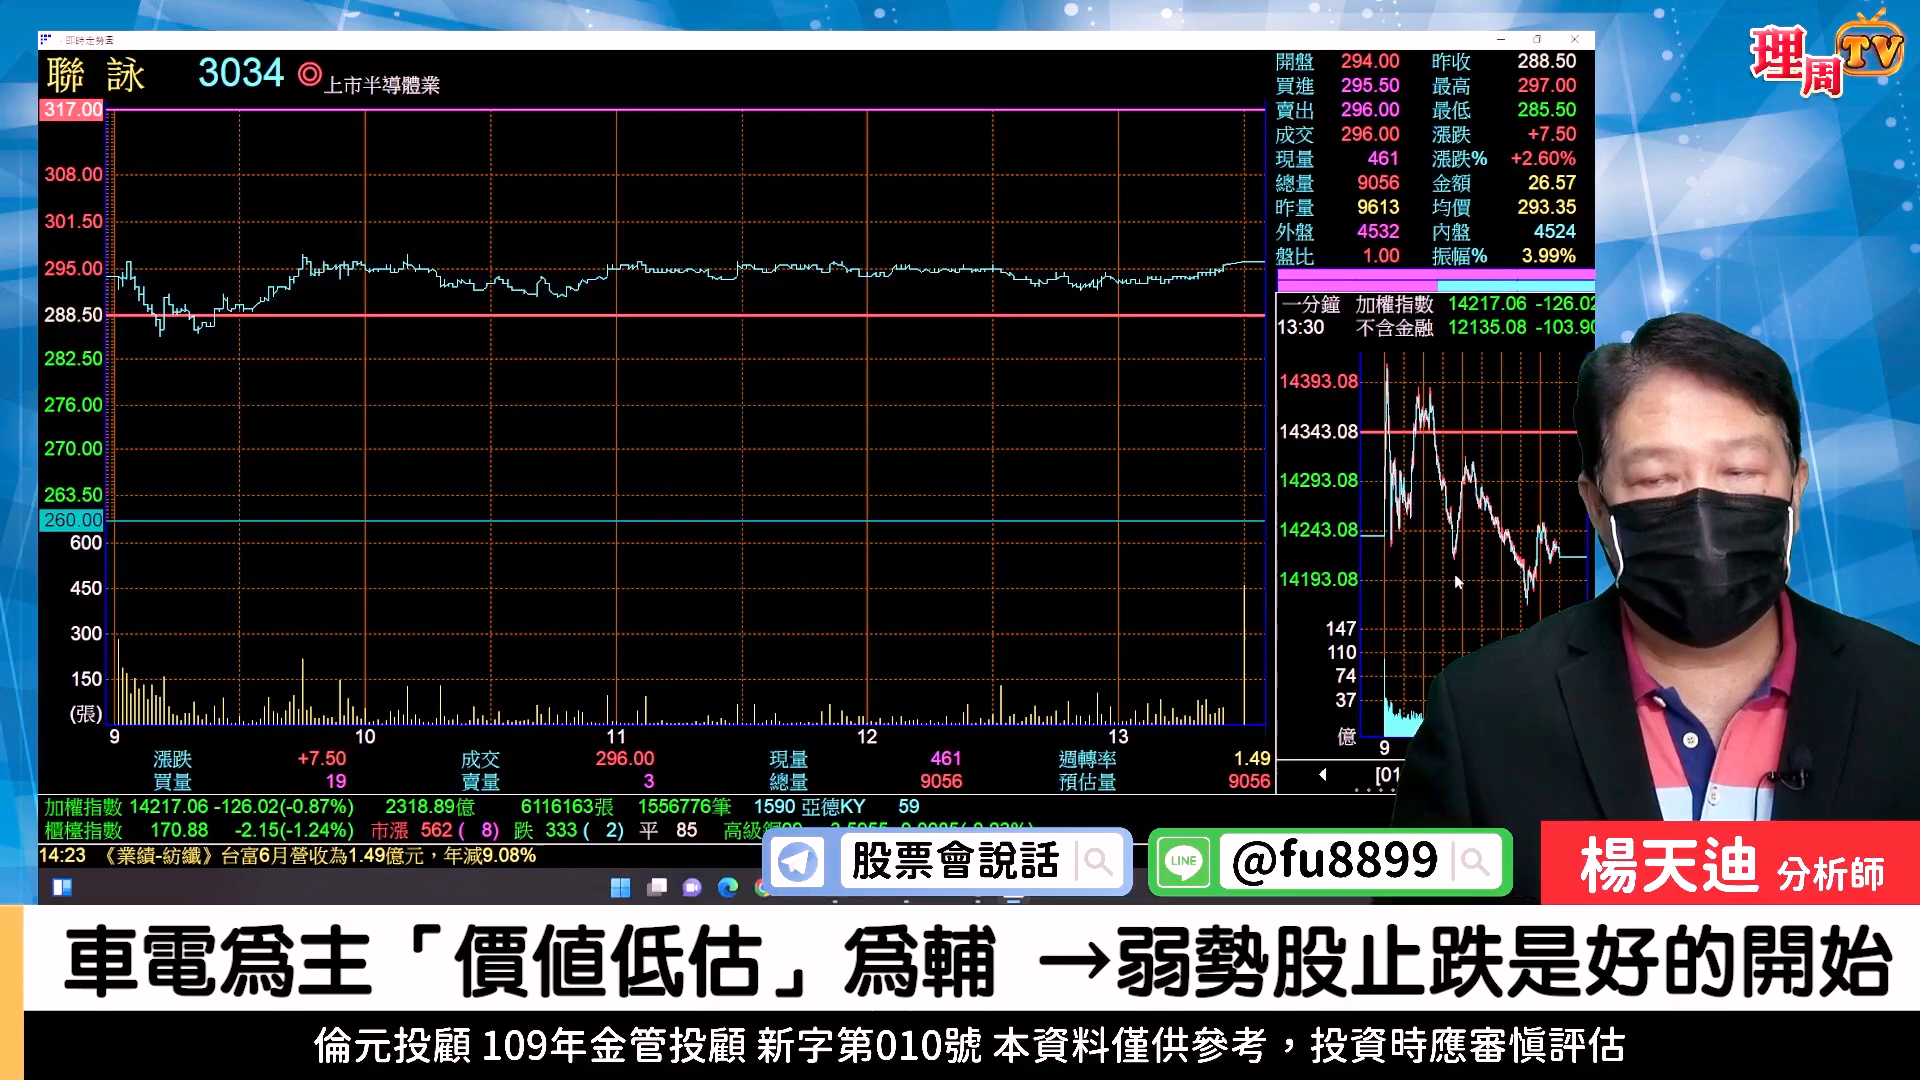 即時走勢圖
理周TV
聯詠 3034 ◎上市半導體業
317.00
308.00
301.50
295.00
288.50
282.50
276.00
270.00
263.50
260.00
600
450
300
150
(張)
9 10 11 12 13
開盤 294.00 昨收 288.50
買進 295.50 最高 297.00
賣出 296.00 最低 285.50
成交 296.00 漲跌 +7.50
現量 461 漲跌% +2.60%
總量 9056 金額 26.57
昨量 9613 均價 293.35
外盤 4532 內盤 4524
盤比 1.00 振幅% 3.99%
一分鐘 加權指數 14217.06 -126.02
13:30 不含金融 12135.08 -103.90
14393.08
14343.08
14293.08
14243.08
14193.08
147
110
74
37
億
9
[01
漲跌 +7.50 成交 296.00 現量 461 週轉率 1.49
買量 19 賣量 3 總量 9056 預估量 9056
加權指數 14217.06 -126.02(-0.87%) 2318.89億 6116163張 1556776筆 1590 亞德KY 59
櫃檯指數 170.88 -2.15(-1.24%) 市漲 562 ( 8) 跌 333 ( 2) 平 85
14:23 《業績-紡纖》台富6月營收為1.49億元，年減9.08%
股票會說話
LINE @fu8899
楊天迪 分析師
車電為主「價值低估」為輔 →弱勢股止跌是好的開始
倫元投顧 109年金管投顧 新字第010號 本資料僅供參考，投資時應審慎評估